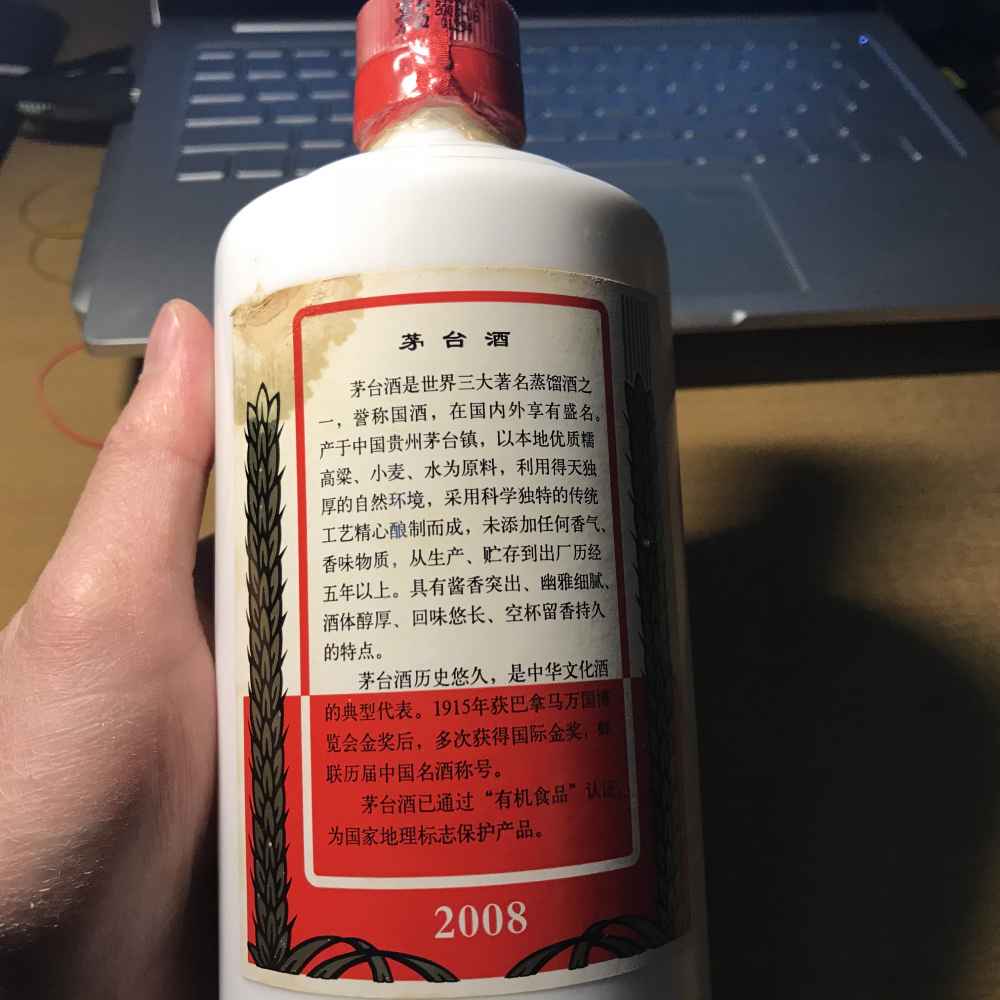 茅台酒
茅台酒是世界三大著名蒸馏酒之
一，誉称国酒，在国内外享有盛名。
产于中国贵州茅台镇，以本地优质糯
高粱、小麦、水为原料，利用得天独
厚的自然环境，采用科学独特的传统
工艺精心酿制而成，未添加任何香气、
香味物质，从生产、贮存到出厂历经
五年以上。具有酱香突出、幽雅细腻、
酒体醇厚、回味悠长、空杯留香持久
的特点。
茅台酒历史悠久，是中华文化酒
的典型代表。1915年获巴拿马万国博
览会金奖后，多次获得国际金奖，蝉
联历届中国名酒称号。
茅台酒已通过“有机食品”认证，
为国家地理标志保护产品。
2008